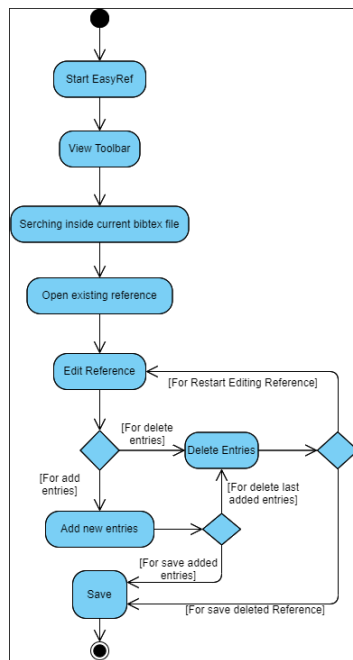 Start EasyRef
View Toolbar
Serching inside current bibtex file
Open existing reference
Edit Reference
[For Restart Editing Reference]
[For delete
entries]
Delete Entries
[For add
entries]
[For delete last
added entries]
Add new entries
[For save added
entries]
Save
[For save deleted Reference]